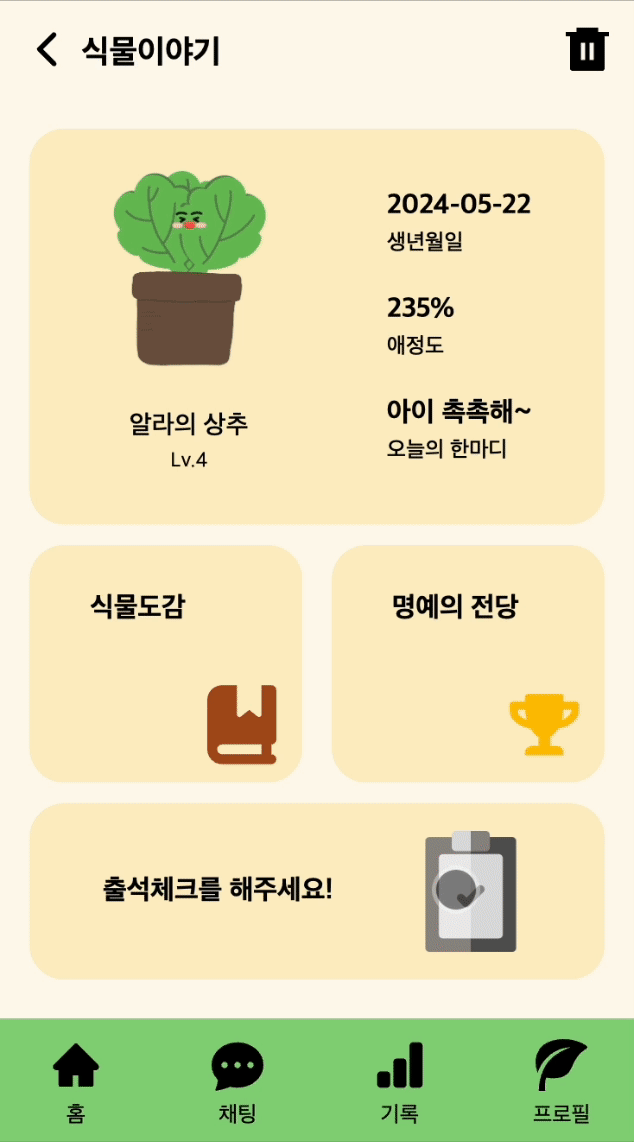 식물이야기
2024-05-22
생년월일
235%
애정도
아이 촉촉해~
오늘의 한마디
알라의 상추
Lv.4
식물도감
명예의 전당
출석체크를 해주세요!
홈
채팅
기록
프로필